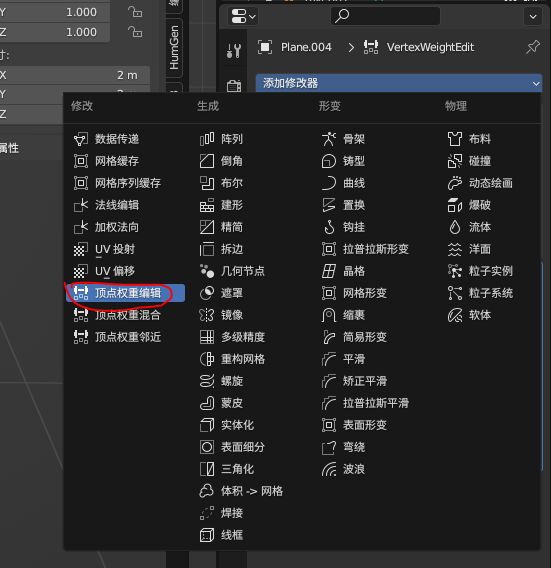 Y 1.000
Z 1.000
寸:
X 2 m
Y
Z
属性
HumGen
Plane.004 > VertexWeightEdit
添加修改器
修改
数据传递
网格缓存
网格序列缓存
法线编辑
加权法向
UV 投射
UV 偏移
顶点权重编辑
顶点权重混合
顶点权重邻近
生成
阵列
倒角
布尔
建形
精简
拆边
几何节点
遮罩
镜像
多级精度
重构网格
螺旋
蒙皮
实体化
表面细分
三角化
体积 -> 网格
焊接
线框
形变
骨架
铸型
曲线
置换
钩挂
拉普拉斯形变
晶格
网格形变
缩裹
简易形变
平滑
矫正平滑
拉普拉斯平滑
表面形变
弯绕
波浪
物理
布料
碰撞
动态绘画
爆破
流体
洋面
粒子实例
粒子系统
软体